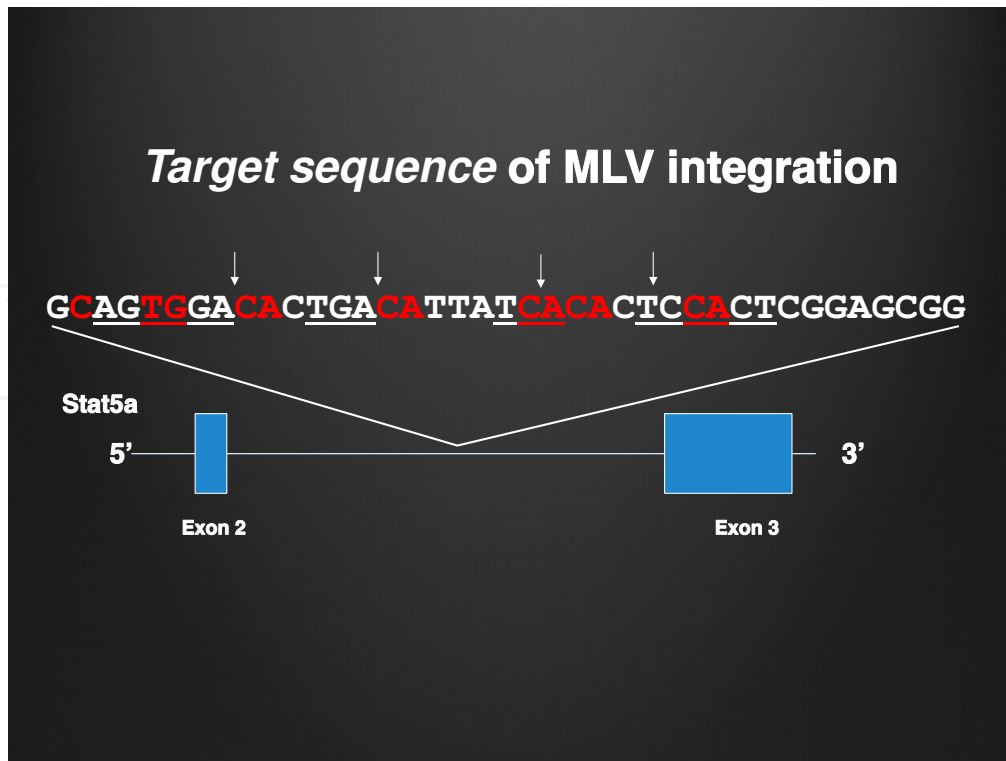 Target sequence of MLV integration
GCAGTGGACACTGACATTATCACACTCCACTCGGAGCGG
Stat5a
5’ 3’
Exon 2 Exon 3